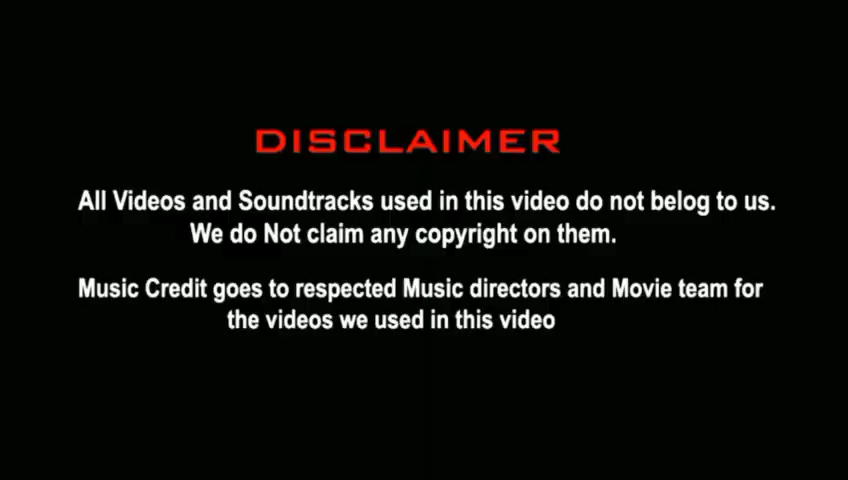 DISCLAIMER
All Videos and Soundtracks used in this video do not belog to us.
We do Not claim any copyright on them.
Music Credit goes to respected Music directors and Movie team for
the videos we used in this video